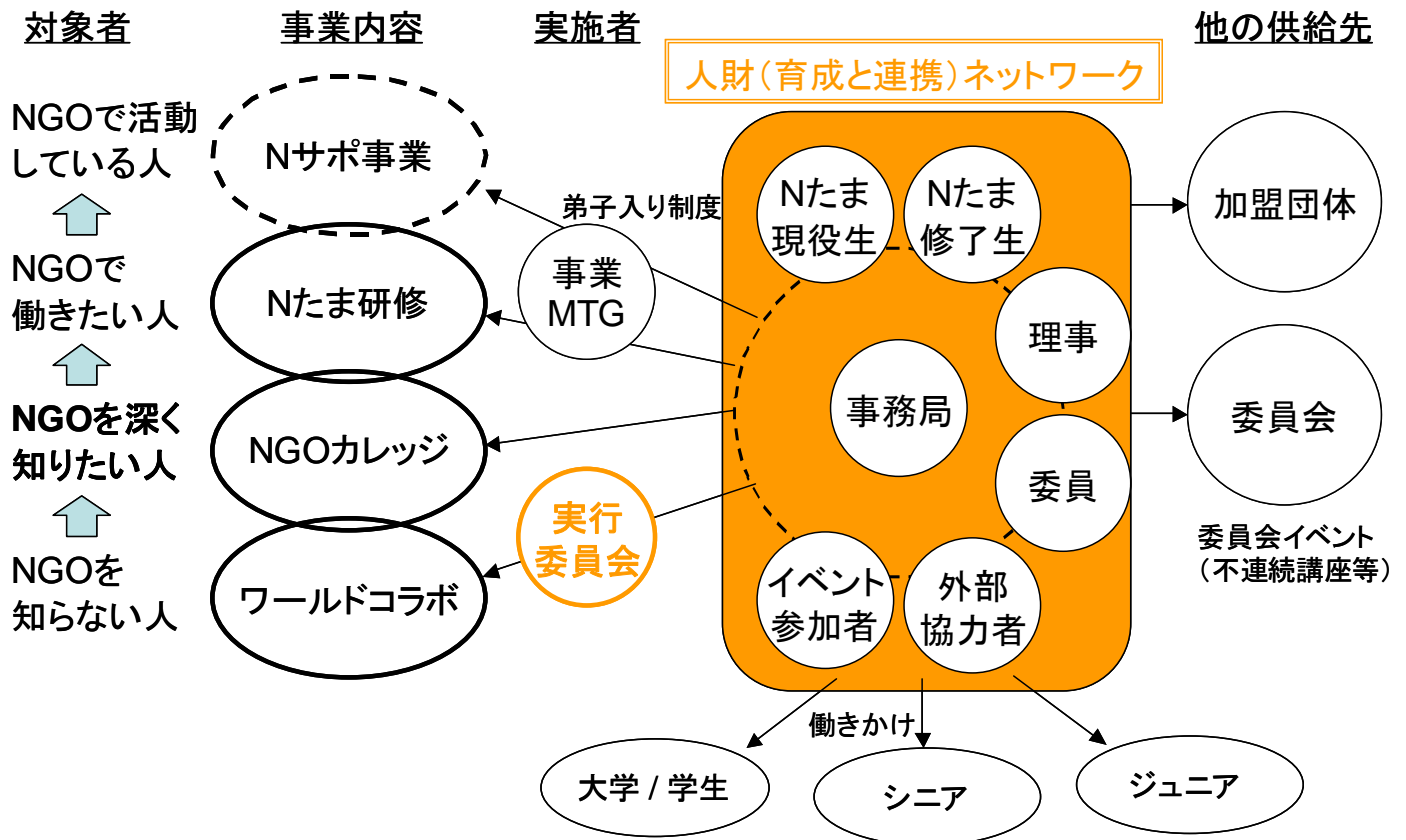 対象者
事業内容
実施者
他の供給先
人財（育成と連携）ネットワーク
NGOで活動
している人
NGOで
働きたい人
NGOを深く
知りたい人
NGOを
知らない人
Nサポ事業
Nたま研修
NGOカレッジ
ワールドコラボ
弟子入り制度
事業
MTG
実行
委員会
Nたま
現役生
Nたま
修了生
理事
事務局
委員
イベント
参加者
外部
協力者
加盟団体
委員会
委員会イベント
（不連続講座等）
働きかけ
大学 / 学生
シニア
ジュニア